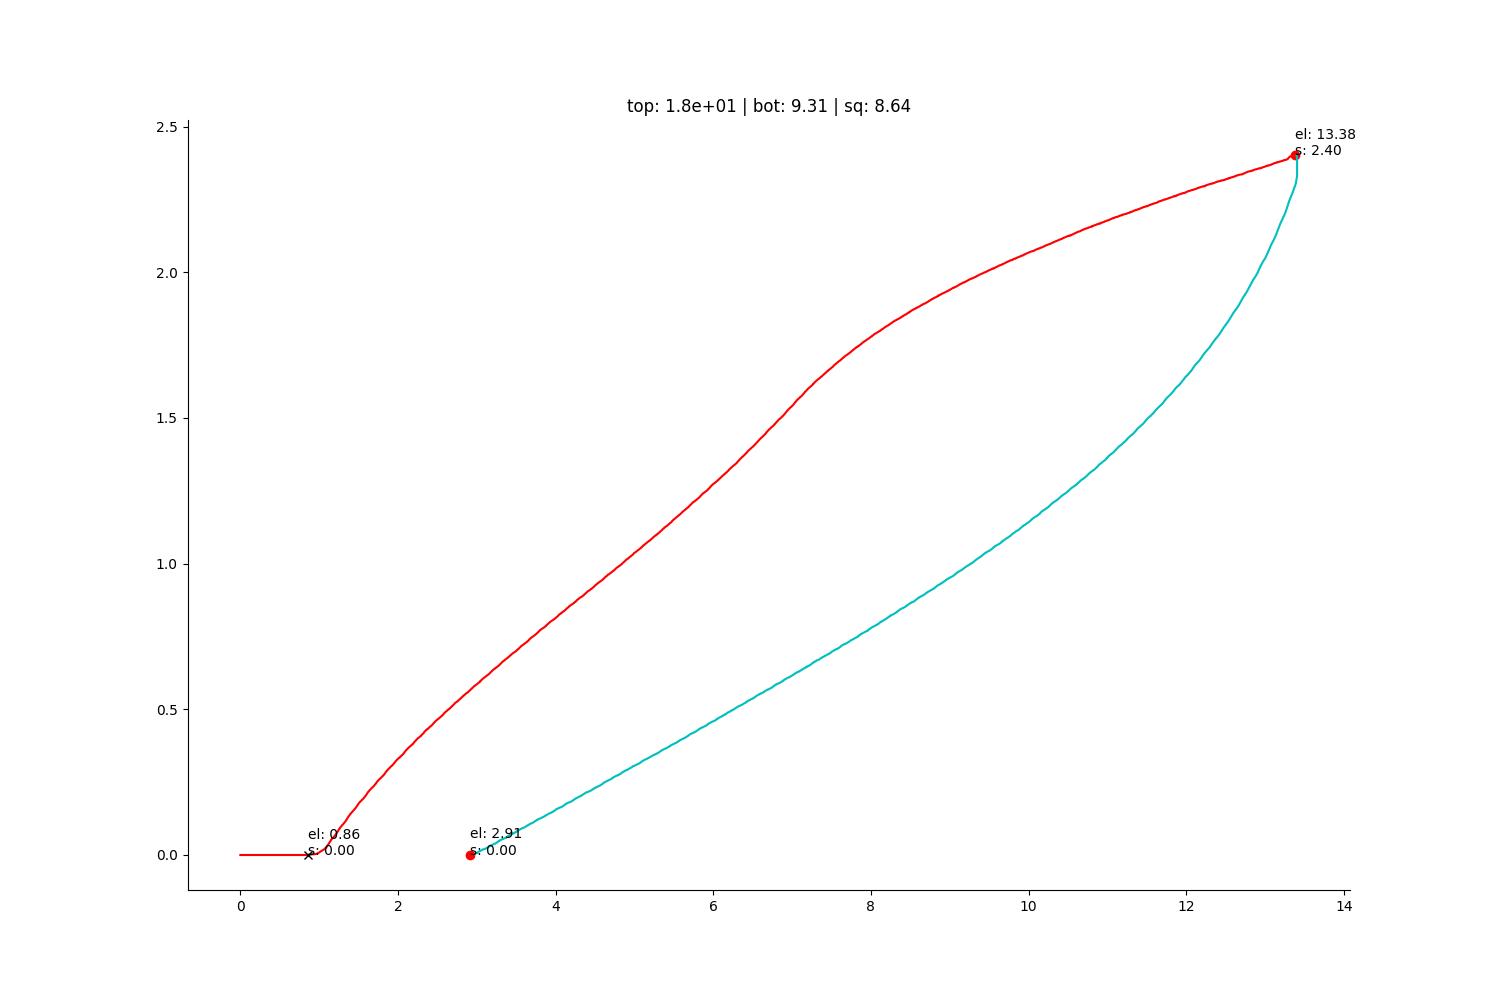 top: 1.8e+01 | bot: 9.31 | sq: 8.64
2.5
el: 13.38
s: 2.40
2.0
1.5
1.0
0.5
el: 0.86
s: 0.00
el: 2.91
s: 0.00
0.0
0 2 4 6 8 10 12 14